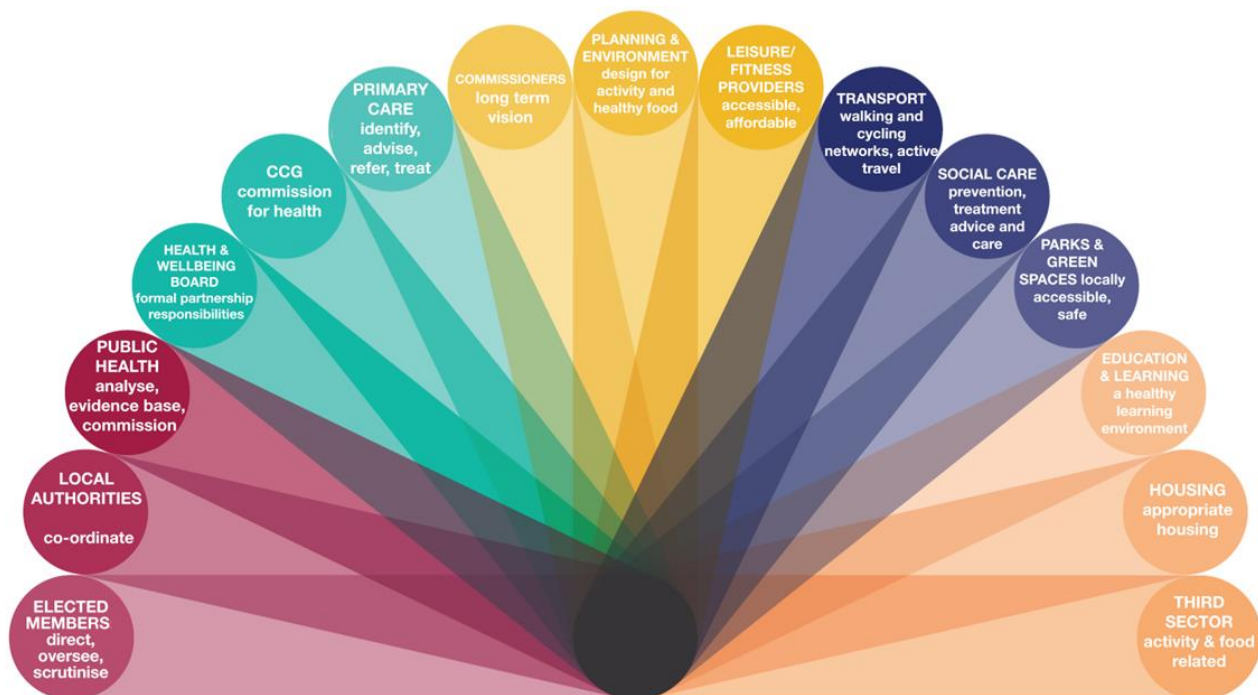 ELECTED
MEMBERS
direct,
oversee,
scrutinise
LOCAL
AUTHORITIES
co-ordinate
PUBLIC
HEALTH
analyse,
evidence base,
commission
HEALTH &
WELLBEING
BOARD
formal partnership
responsibilities
CCG
commission
for health
PRIMARY
CARE
identify,
advise,
refer, treat
COMMISSIONERS
long term
vision
PLANNING &
ENVIRONMENT
design for
activity and
healthy food
LEISURE/
FITNESS
PROVIDERS
accessible,
affordable
TRANSPORT
walking and
cycling
networks, active
travel
SOCIAL CARE
prevention,
treatment
advice and
care
PARKS &
GREEN
SPACES locally
accessible,
safe
EDUCATION
& LEARNING
a healthy
learning
environment
HOUSING
appropriate
housing
THIRD
SECTOR
activity & food
related